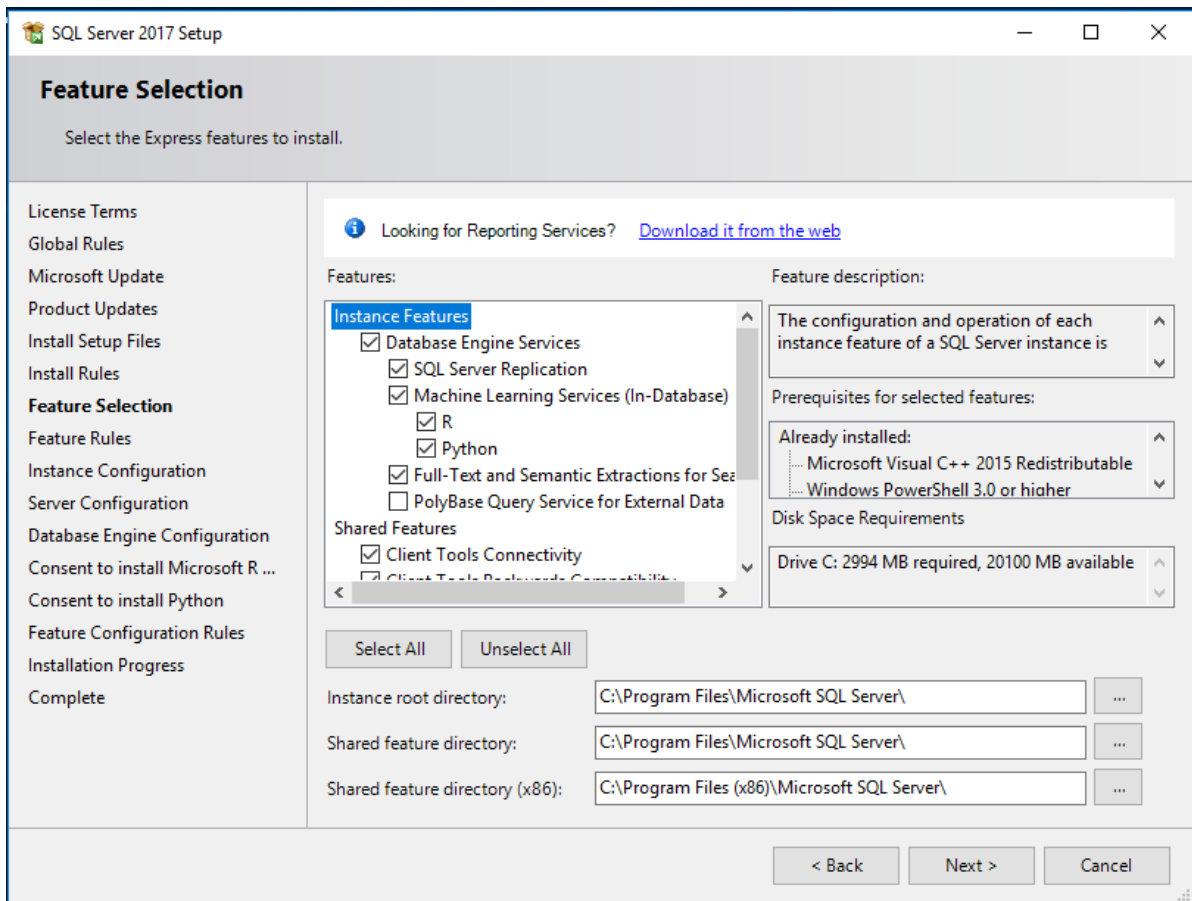 SQL Server 2017 Setup
Feature Selection
Select the Express features to install.
License Terms
Global Rules
Microsoft Update
Product Updates
Install Setup Files
Install Rules
Feature Selection
Feature Rules
Instance Configuration
Server Configuration
Database Engine Configuration
Consent to install Microsoft R ...
Consent to install Python
Feature Configuration Rules
Installation Progress
Complete
Looking for Reporting Services? Download it from the web
Features:
Instance Features
Database Engine Services
SQL Server Replication
Machine Learning Services (In-Database)
R
Python
Full-Text and Semantic Extractions for Sea
PolyBase Query Service for External Data
Shared Features
Client Tools Connectivity
Client Tools Backwards Compatibility
Feature description:
The configuration and operation of each
instance feature of a SQL Server instance is
Prerequisites for selected features:
Already installed:
Microsoft Visual C++ 2015 Redistributable
Windows PowerShell 3.0 or higher
Disk Space Requirements
Drive C: 2994 MB required, 20100 MB available
Select All
Unselect All
Instance root directory: C:\Program Files\Microsoft SQL Server\ ...
Shared feature directory: C:\Program Files\Microsoft SQL Server\ ...
Shared feature directory (x86): C:\Program Files (x86)\Microsoft SQL Server\ ...
< Back
Next >
Cancel